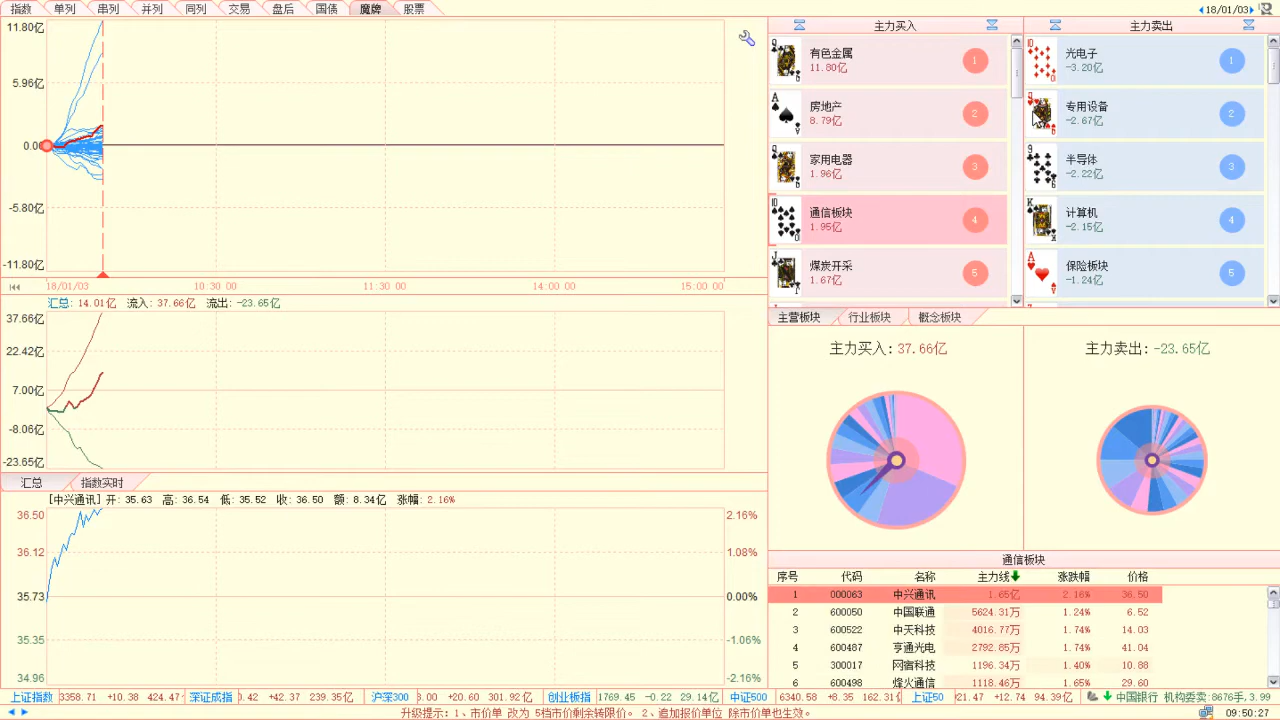 指数 单列 串列 并列 同列 交易 盘后 国债 魔牌 股票 18/01/03
11.80亿
5.96亿
0.00
-5.80亿
-11.80亿
18/01/03 10:30 00 11:30 00 14:00 00 15:00 00
汇总: 14.01亿 流入: 37.66亿 流出: -23.65亿
37.66亿
22.42亿
7.00亿
-8.06亿
-23.65亿
汇总 指数实时
[中兴通讯] 开: 35.63 高: 36.54 低: 35.52 收: 36.50 额: 8.34亿 涨幅: 2.16%
36.50 2.16%
36.12 1.08%
35.73 0.00%
35.35 -1.06%
34.96 -2.16%
主力买入 主力卖出
Q 有色金属 1
11.80亿
A 房地产 2
8.79亿
Q 家用电器 3
1.96亿
10 通信板块 4
1.95亿
J 煤炭开采 5
1.67亿
10 光电子 1
-3.20亿
专用设备 2
-2.67亿
9 半导体 3
-2.22亿
K 计算机 4
-2.15亿
A 保险板块 5
-1.24亿
主营板块 行业板块 概念板块
主力买入: 37.66亿 主力卖出: -23.65亿
通信板块
序号 代码 名称 主力线 涨跌幅 价格
1 000063 中兴通讯 1.65亿 2.16% 36.50
2 600050 中国联通 5624.31万 1.24% 6.52
3 600522 中天科技 4016.77万 1.74% 14.03
4 600487 亨通光电 2792.85万 1.74% 41.04
5 300017 网宿科技 1196.34万 1.40% 10.88
6 600498 烽火通信 1118.46万 1.65% 29.60
上证指数 3358.71 +10.38 424.47 深证成指 .42 +42.37 239.35亿 沪深300 3.00 +20.60 301.92亿 创业板指 1769.45 -0.22 29.14亿 中证500 6340.58 +8.35 162.31 上证50 21.47 +12.74 94.39亿 中国银行 机构委卖: 8676手, 3.99
升级提示: 1、市价单 改为 5档市价剩余转限价。 2、追加报价单位 除市价单也生效。 09:50:27